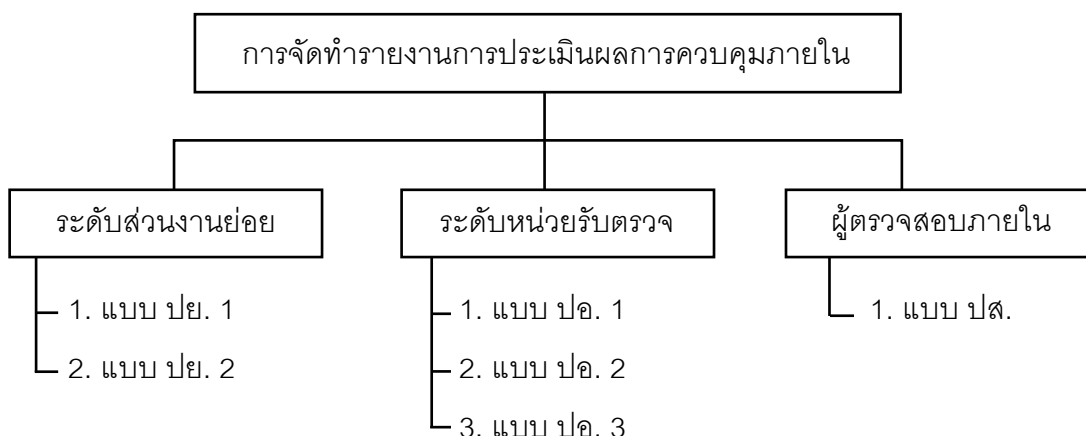 การจัดทำรายงานการประเมินผลการควบคุมภายใน
ระดับส่วนงานย่อย
1. แบบ ปย. 1
2. แบบ ปย. 2
ระดับหน่วยรับตรวจ
1. แบบ ปอ. 1
2. แบบ ปอ. 2
3. แบบ ปอ. 3
ผู้ตรวจสอบภายใน
1. แบบ ปส.